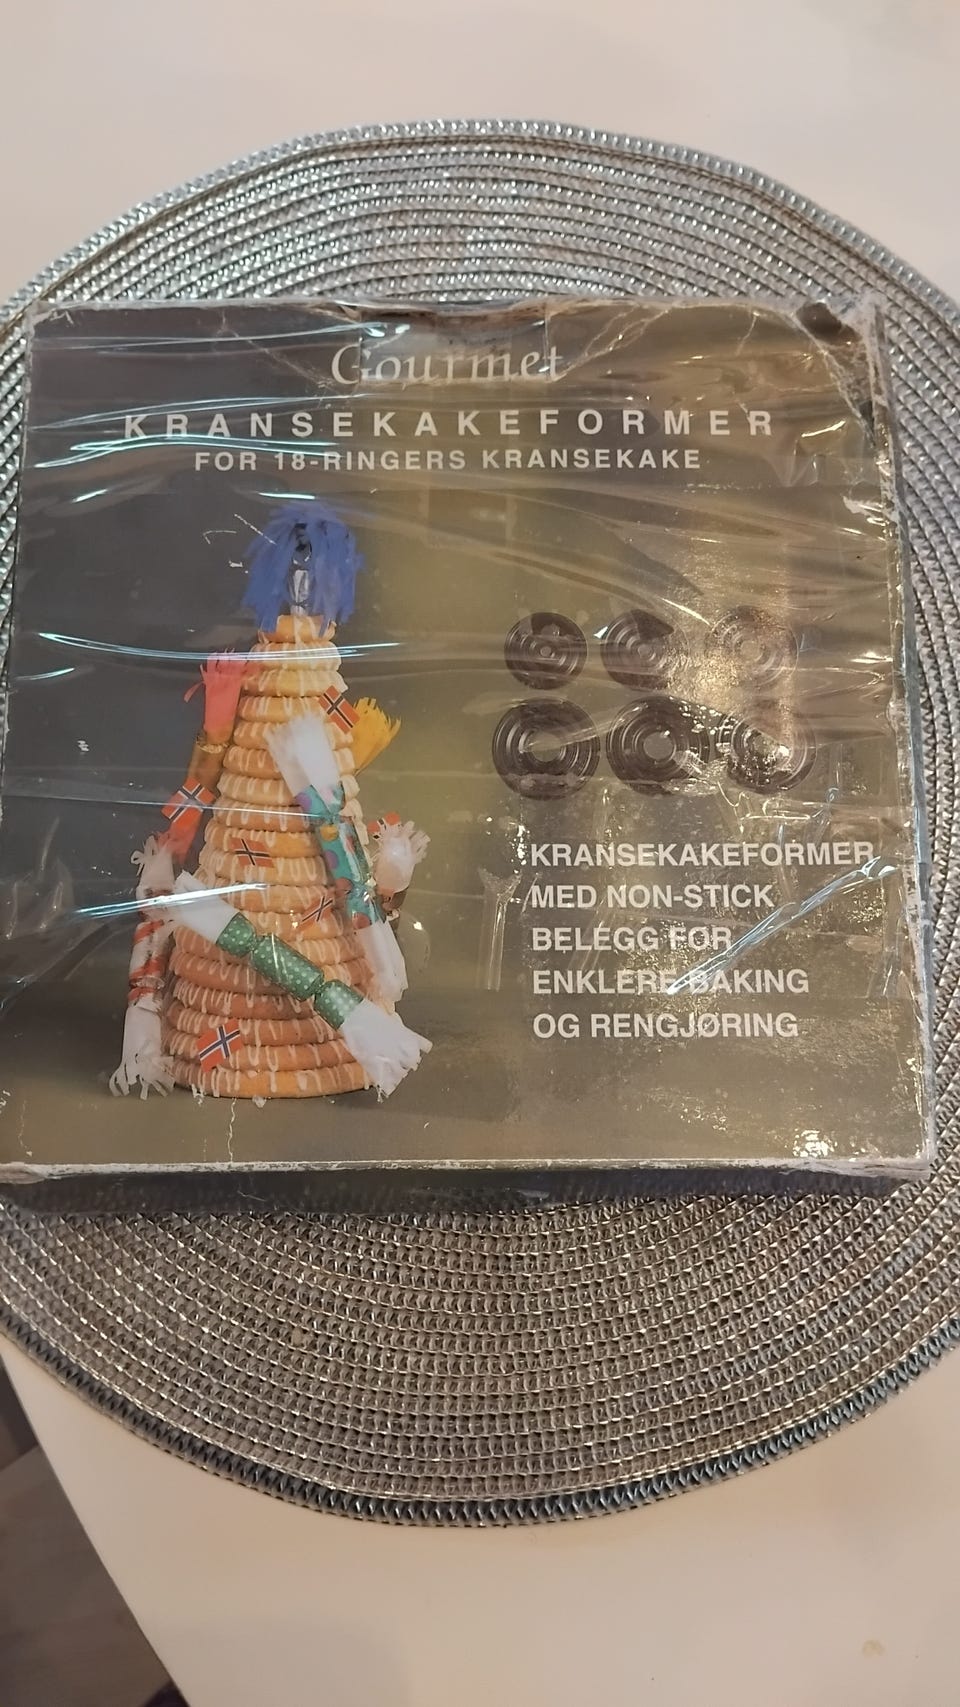 Gourmet
KRANSEKAKEFORMER
FOR 18-RINGERS KRANSEKAKE
KRANSEKAKEFORMER
MED NON-STICK
BELEGG FOR
ENKLERE BAKING
OG RENGJØRING